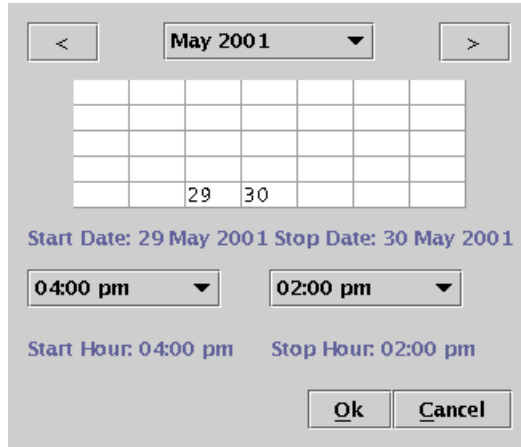 < May 2001 >
29 30
Start Date: 29 May 2001 Stop Date: 30 May 2001
04:00 pm 02:00 pm
Start Hour: 04:00 pm Stop Hour: 02:00 pm
Ok Cancel